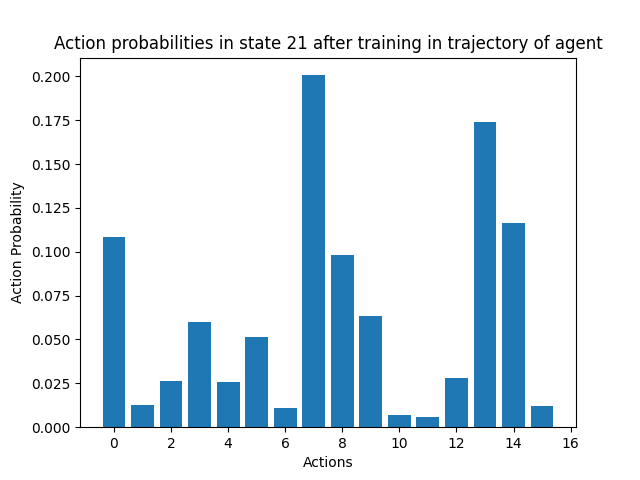 Action probabilities in state 21 after training in trajectory of agent
0.200
0.175
0.150
0.125
0.100
0.075
0.050
0.025
0.000
Action Probability
0 2 4 6 8 10 12 14 16
Actions